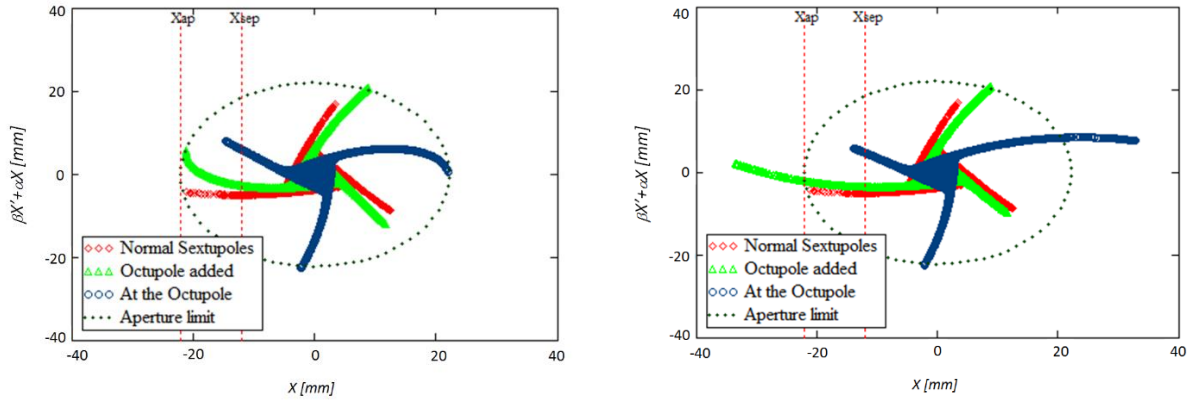 40
Xap
Xsep
20
0
-20
-40
βX'+αX [mm]
Normal Sextupoles
Octupole added
At the Octupole
Aperture limit
-40
-20
0
20
40
X [mm]
40
Xap
Xsep
20
0
-20
-40
βX'+αX [mm]
Normal Sextupoles
Octupole added
At the Octupole
Aperture limit
-40
-20
0
20
40
X [mm]